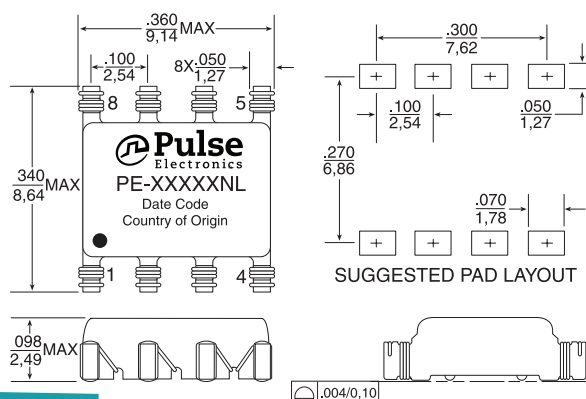 .360
9,14 MAX
.100
2,54
8X .050
1,27
8
5
.340
8,64 MAX
Pulse
Electronics
PE-XXXXXNL
Date Code
Country of Origin
1
4
.300
7,62
.100
2,54
.050
1,27
.270
6,86
.070
1,78
SUGGESTED PAD LAYOUT
.098
2,49 MAX
.004/0,10